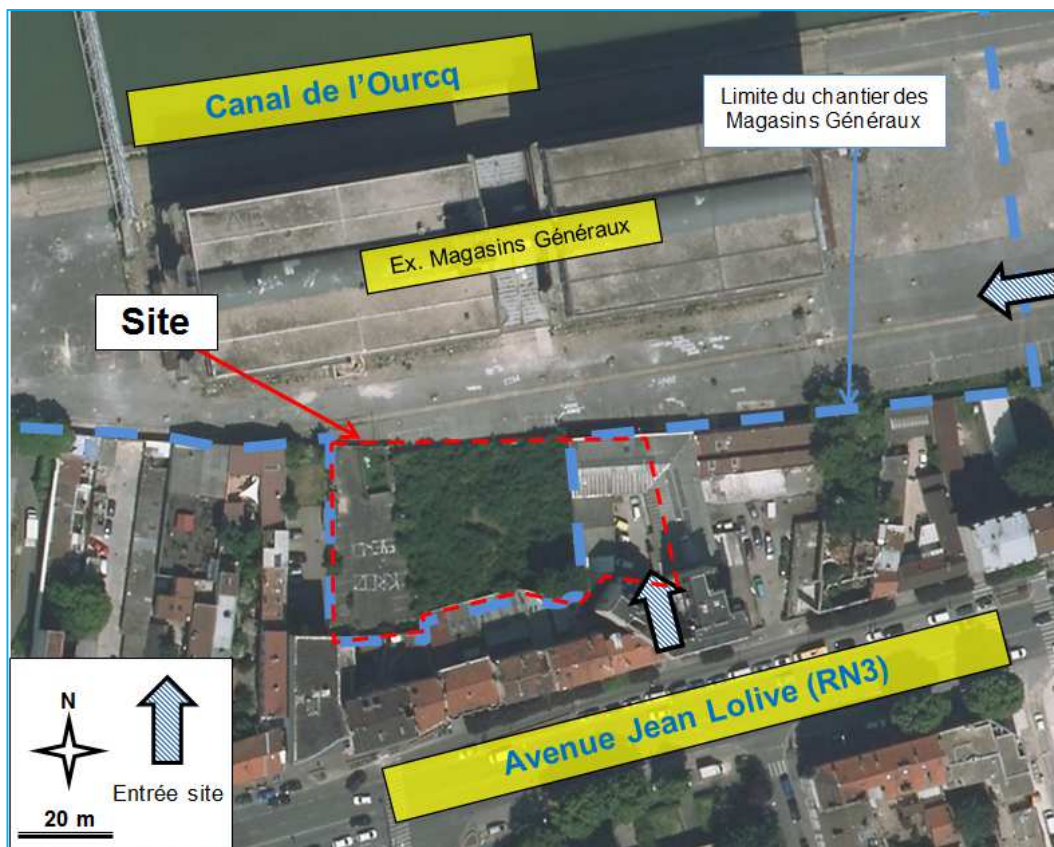 Canal de l'Ourcq
Limite du chantier des
Magasins Généraux
Ex. Magasins Généraux
Site
Avenue Jean Lolive (RN3)
N
Entrée site
20 m